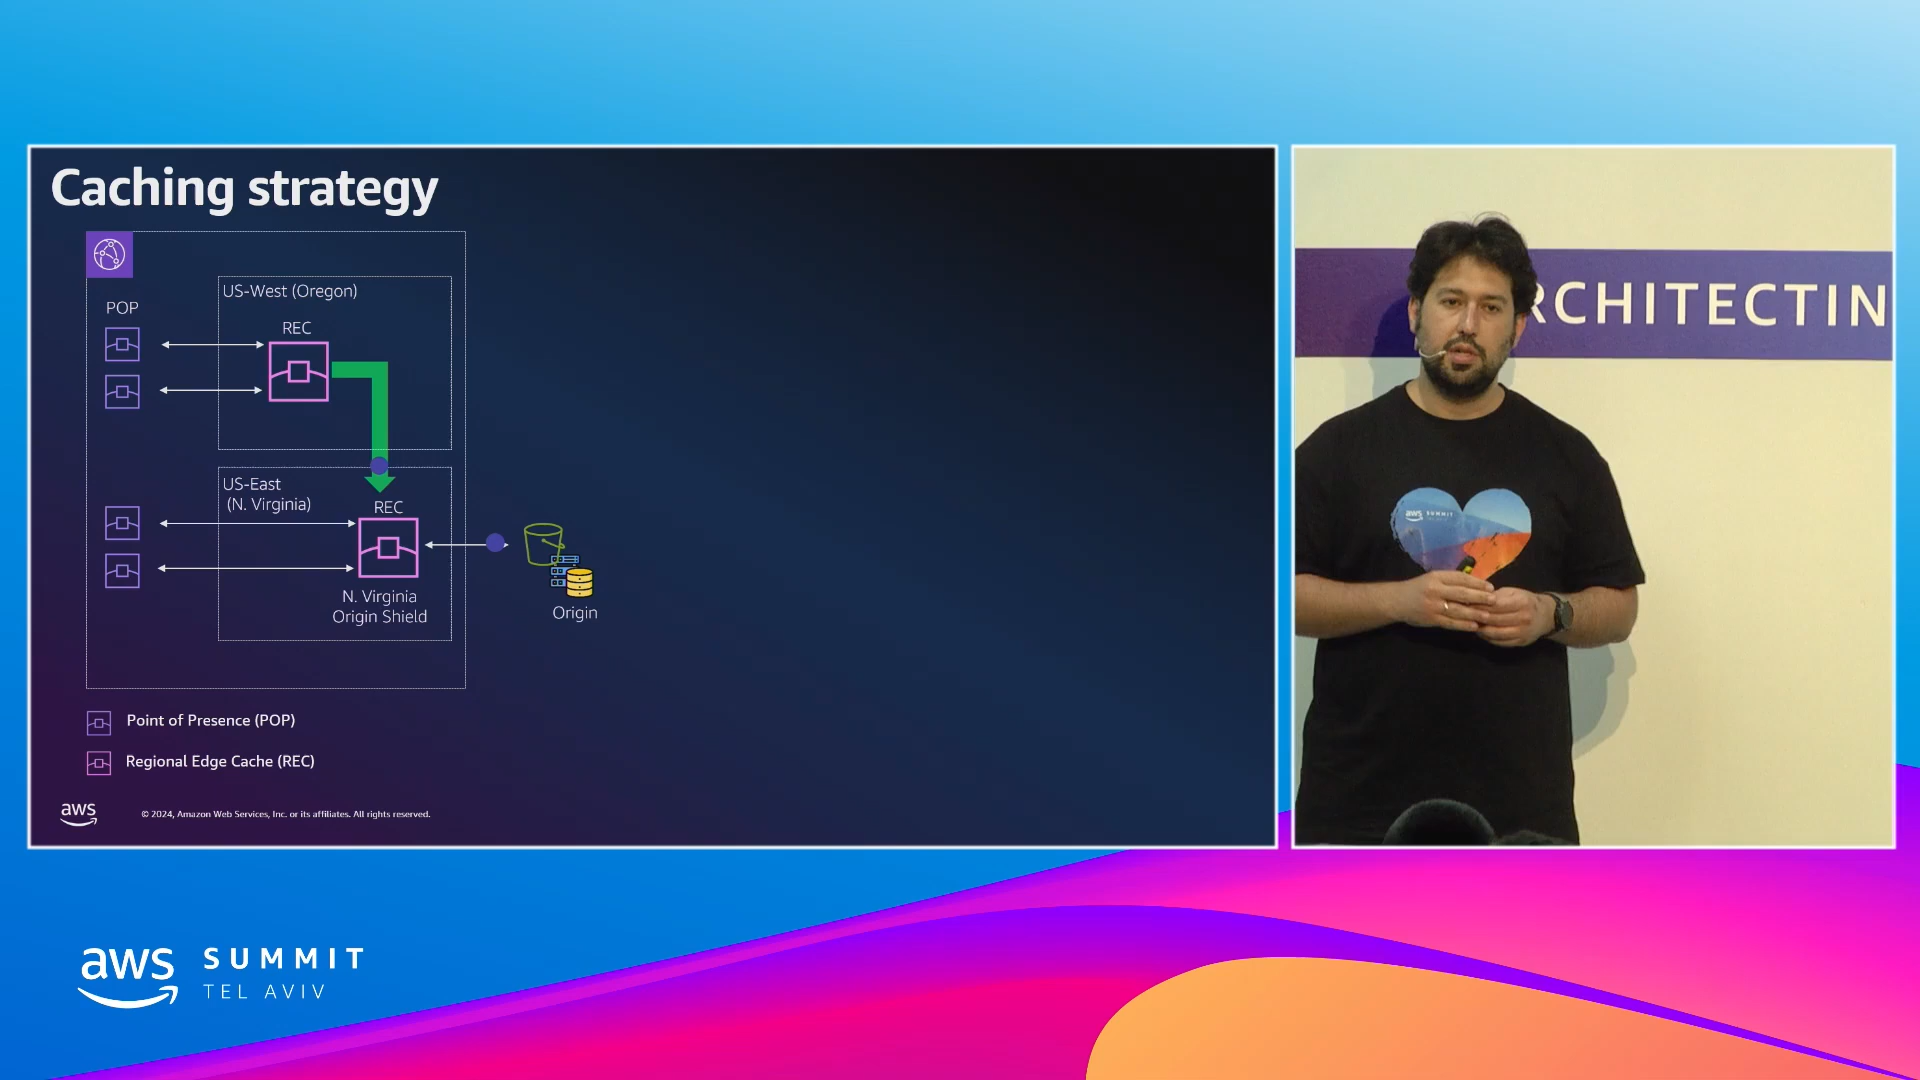 Caching strategy
POP
US-West (Oregon)
REC
US-East
(N. Virginia)
REC
N. Virginia
Origin Shield
Origin
Point of Presence (POP)
Regional Edge Cache (REC)
aws
© 2024, Amazon Web Services, Inc. or its affiliates. All rights reserved.
RCHITECTIN
aws SUMMIT
aws SUMMIT
TEL AVIV